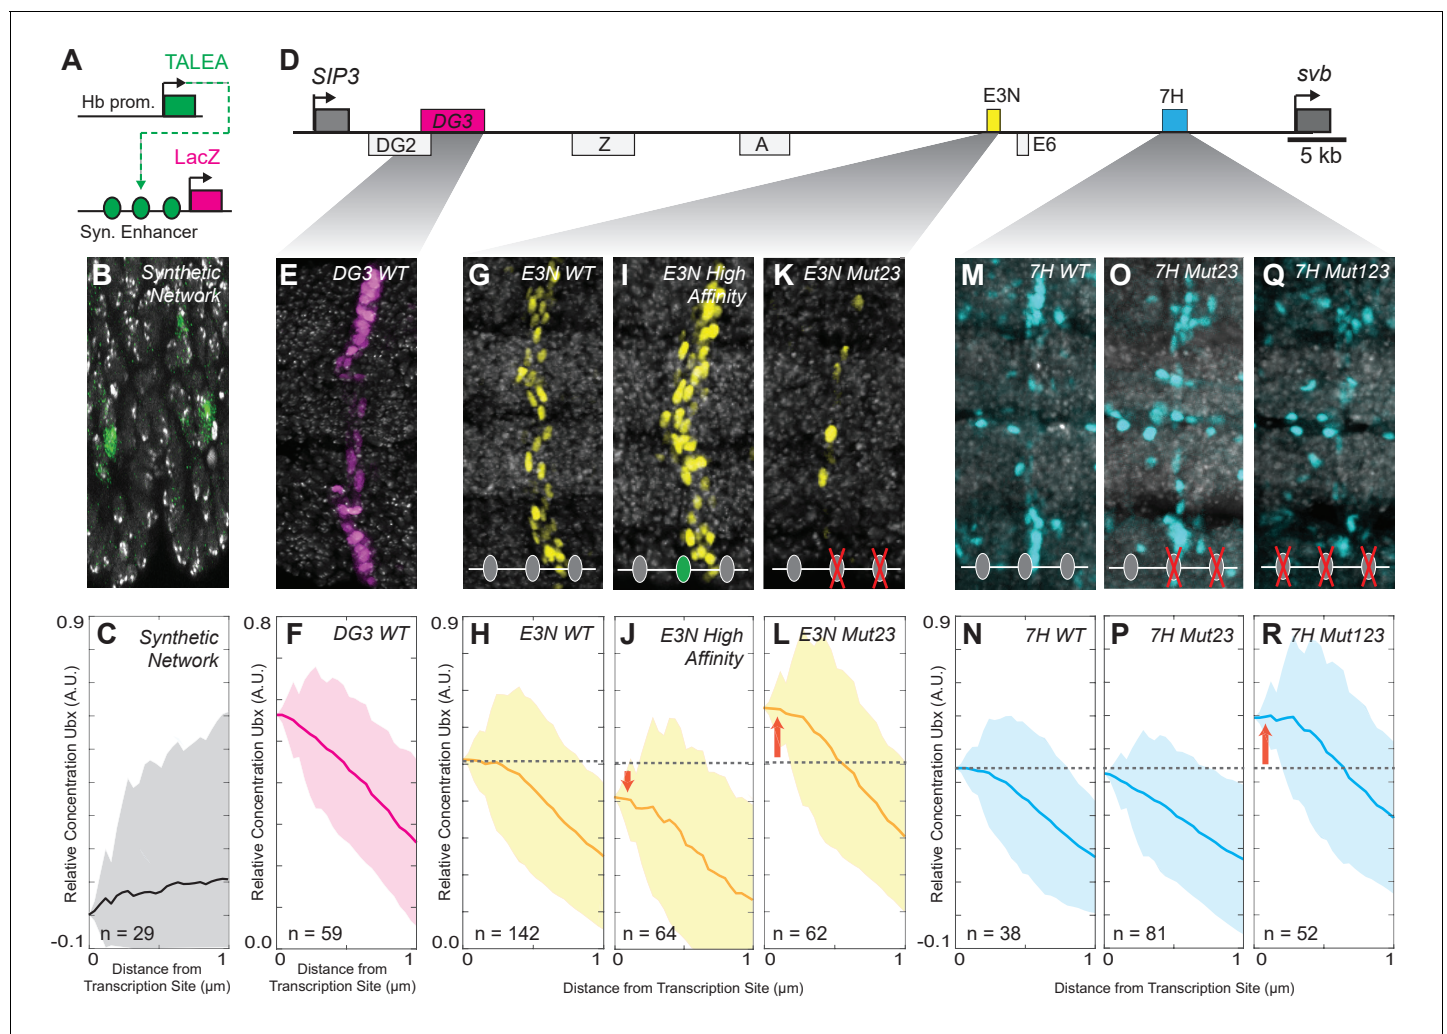 A
TALEA
Hb prom.
LacZ
Syn. Enhancer
D
SIP3
DG3
DG2
Z
A
E3N
E6
7H
svb
5 kb
B Synthetic
Network
E DG3 WT
G E3N WT
I E3N High
Affinity
K E3N Mut23
M 7H WT
O 7H Mut23
Q 7H Mut123
Relative Concentration Ubx (A.U.)
0.9
-0.1
C Synthetic
Network
n = 29
0 1
Distance from
Transcription Site (µm)
Relative Concentration Ubx (A.U.)
0.8
0.0
F DG3 WT
n = 59
0 1
Distance from
Transcription Site (µm)
Relative Concentration Ubx (A.U.)
0.9
0.0
H E3N WT
n = 142
0 1
J E3N High
Affinity
n = 64
0 1
L E3N Mut23
n = 62
0 1
Distance from Transcription Site (µm)
Relative Concentration Ubx (A.U.)
0.9
-0.1
N 7H WT
n = 38
0 1
P 7H Mut23
n = 81
0 1
R 7H Mut123
n = 52
0 1
Distance from Transcription Site (µm)